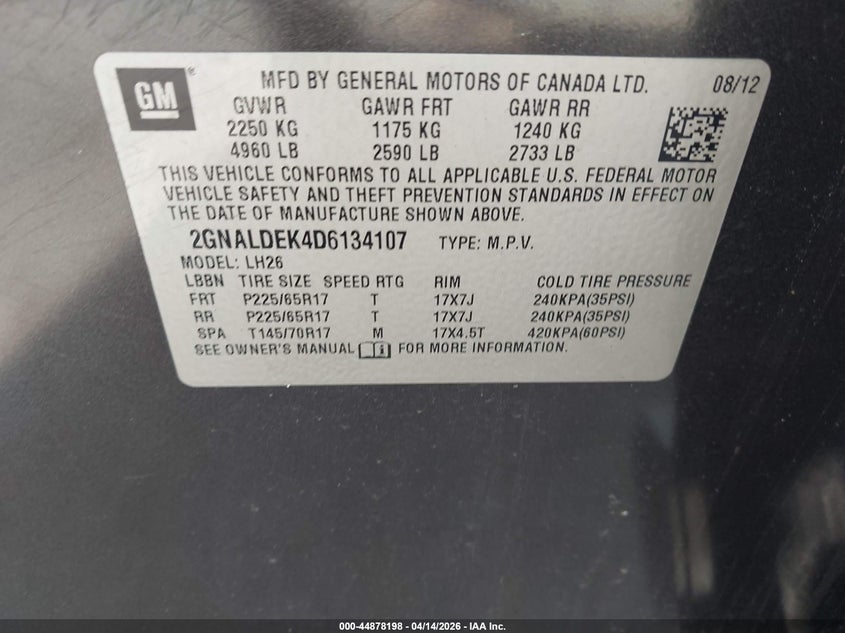 GM ® MFD BY GENERAL MOTORS OF CANADA LTD. 08/12
GVWR GAWR FRT GAWR RR
2250 KG 1175 KG 1240 KG
4960 LB 2590 LB 2733 LB
THIS VEHICLE CONFORMS TO ALL APPLICABLE U.S. FEDERAL MOTOR
VEHICLE SAFETY AND THEFT PREVENTION STANDARDS IN EFFECT ON
THE DATE OF MANUFACTURE SHOWN ABOVE.
2GNALDEK4D6134107 TYPE: M.P.V.
MODEL: LH26
LBBN TIRE SIZE SPEED RTG RIM COLD TIRE PRESSURE
FRT P225/65R17 T 17X7J 240KPA(35PSI)
RR P225/65R17 T 17X7J 240KPA(35PSI)
SPA T145/70R17 M 17X4.5T 420KPA(60PSI)
SEE OWNER'S MANUAL FOR MORE INFORMATION.
000-44878198 - 04/14/2026 - IAA Inc.